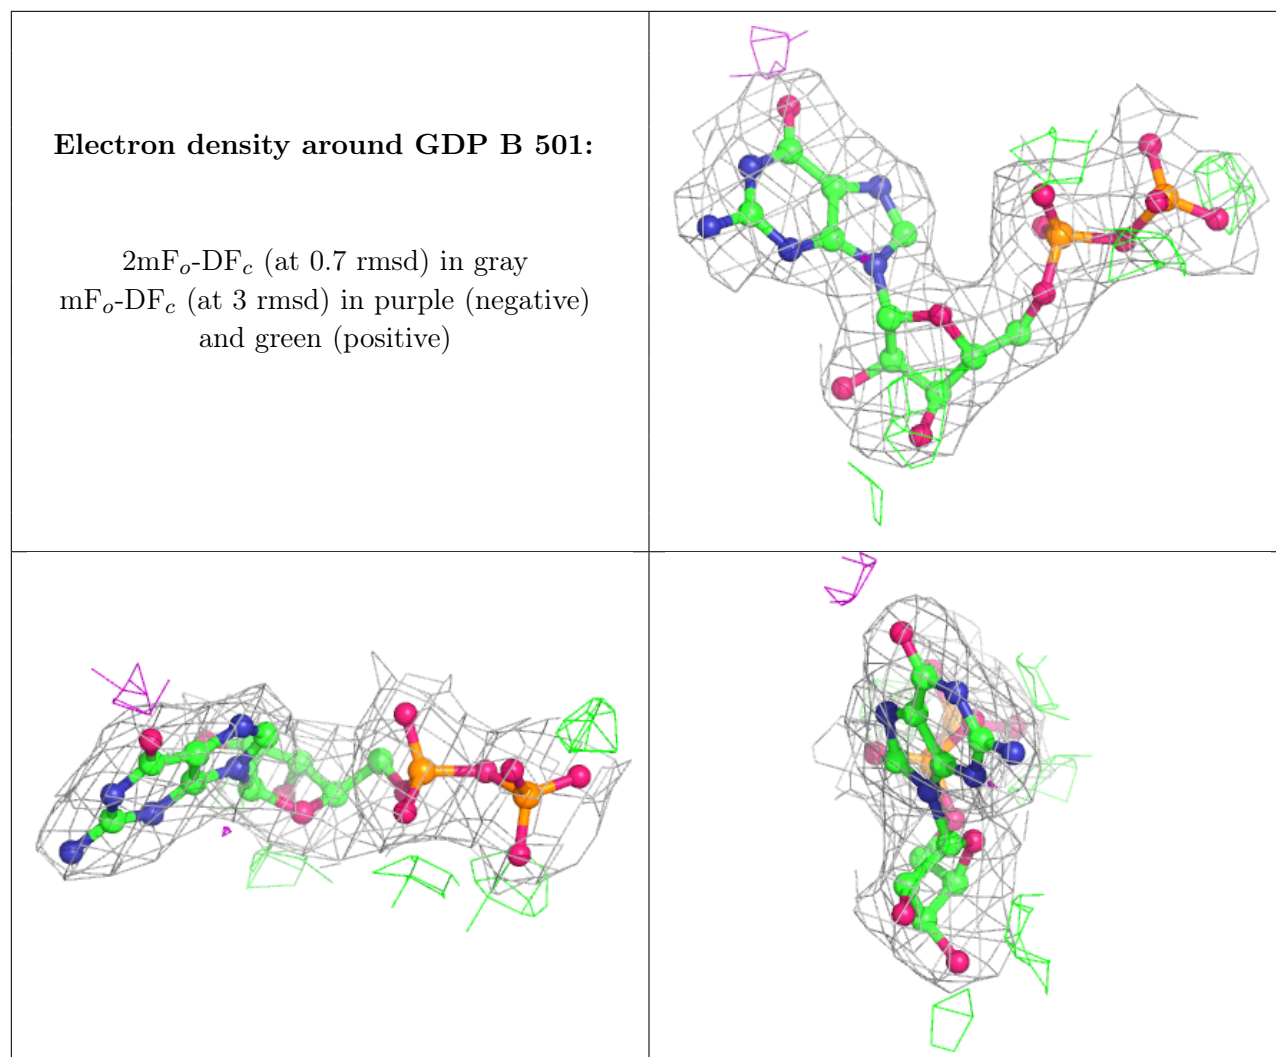 Electron density around GDP B 501:
2mFo-DFc (at 0.7 rmsd) in gray
mFo-DFc (at 3 rmsd) in purple (negative)
and green (positive)